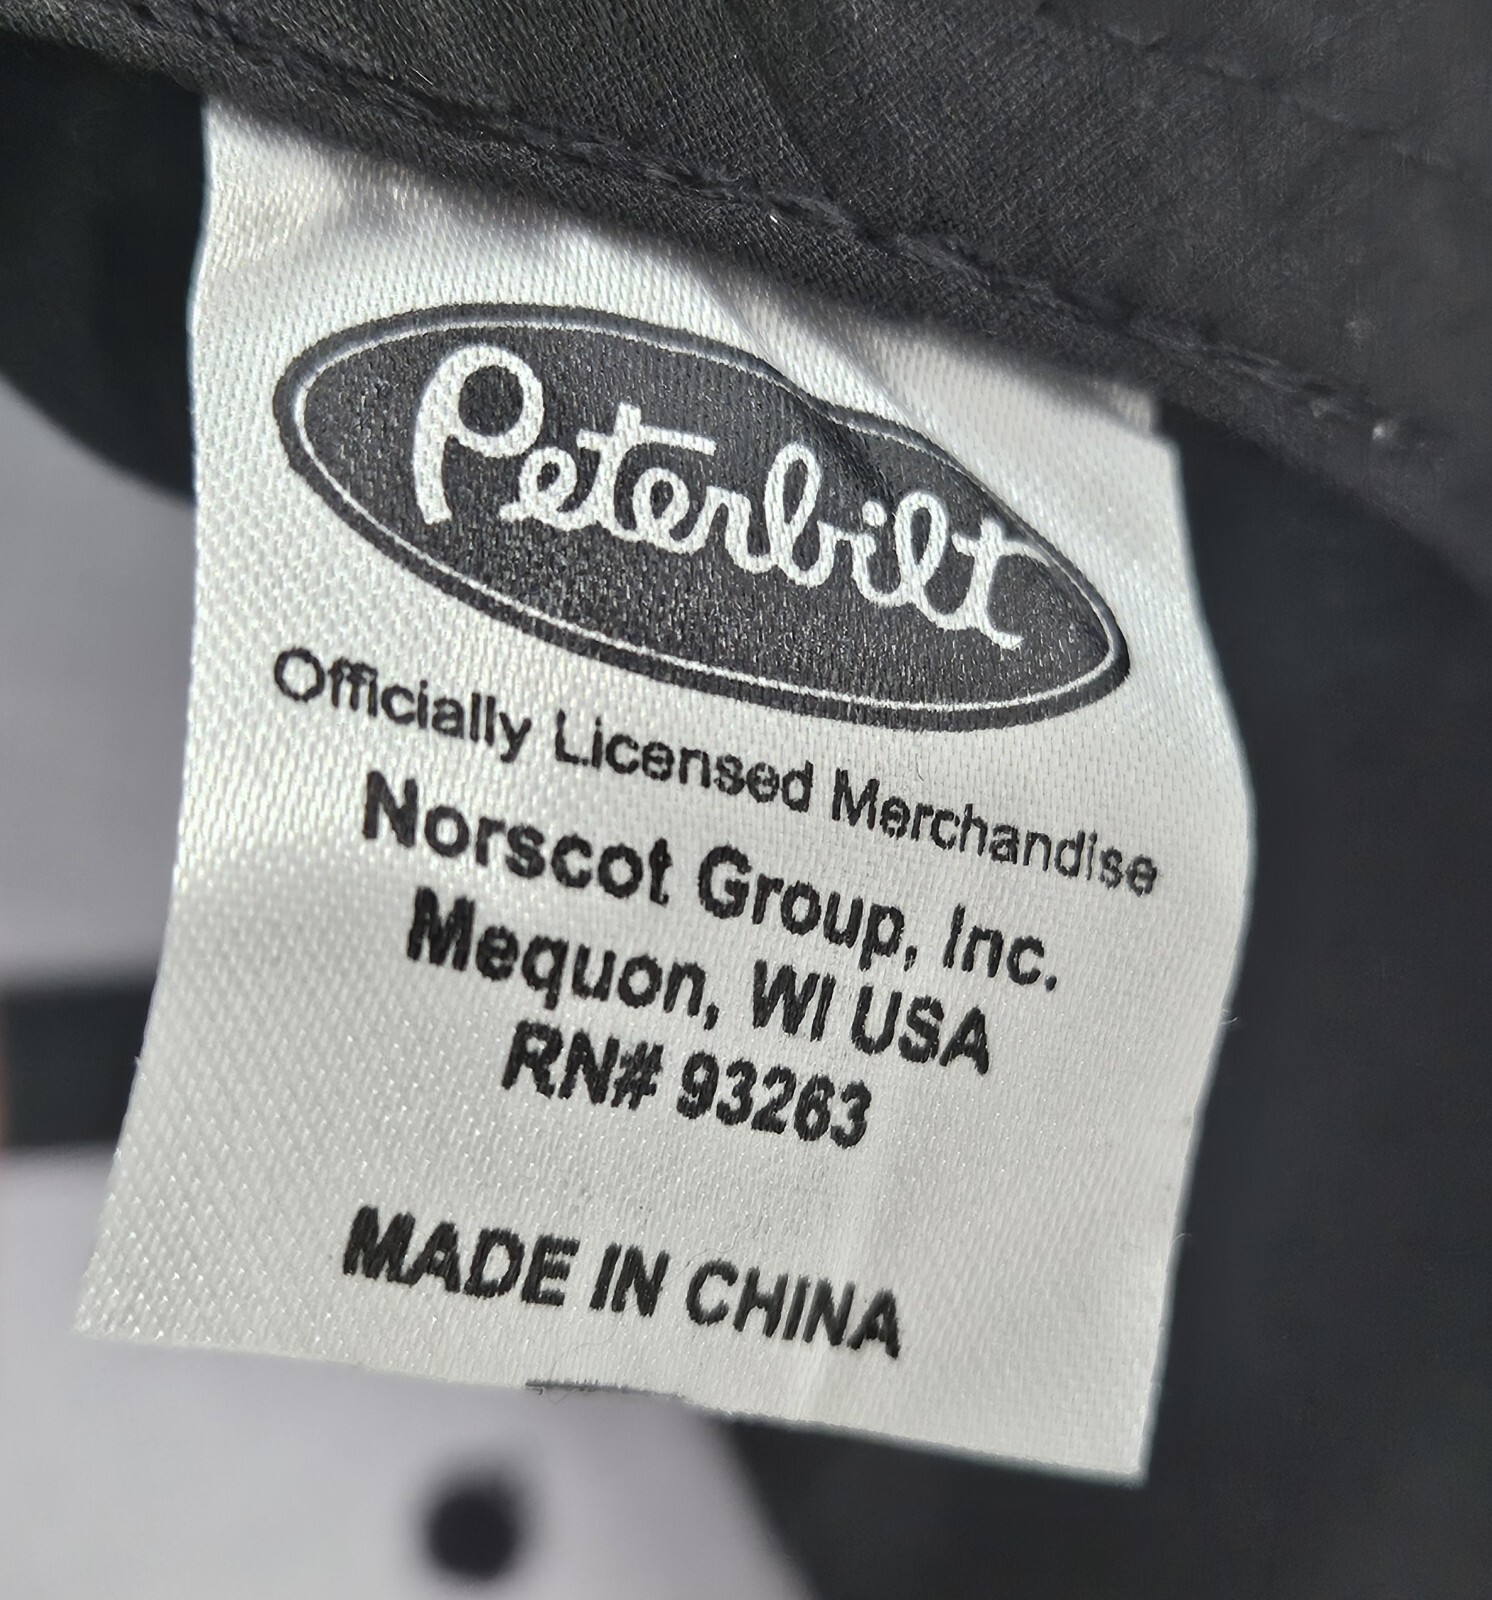 Peterbilt
Officially Licensed Merchandise
Norscot Group, Inc.
Mequon, WI USA
RN# 93263
MADE IN CHINA